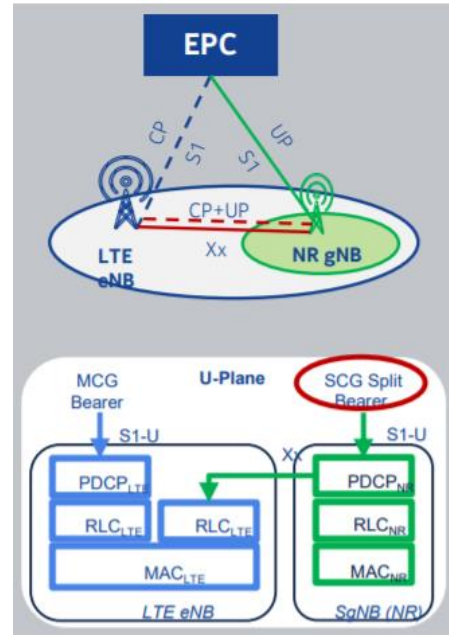 EPC
CP
S1
UP
S1
CP+UP
Xx
LTE
eNB
NR gNB
MCG
Bearer
U-Plane
SCG Split
Bearer
S1-U
Xx
S1-U
PDCPLTE
PDCPNR
RLCLTE
RLCLTE
RLCNR
MACLTE
MACNR
LTE eNB
SgNB (NR)